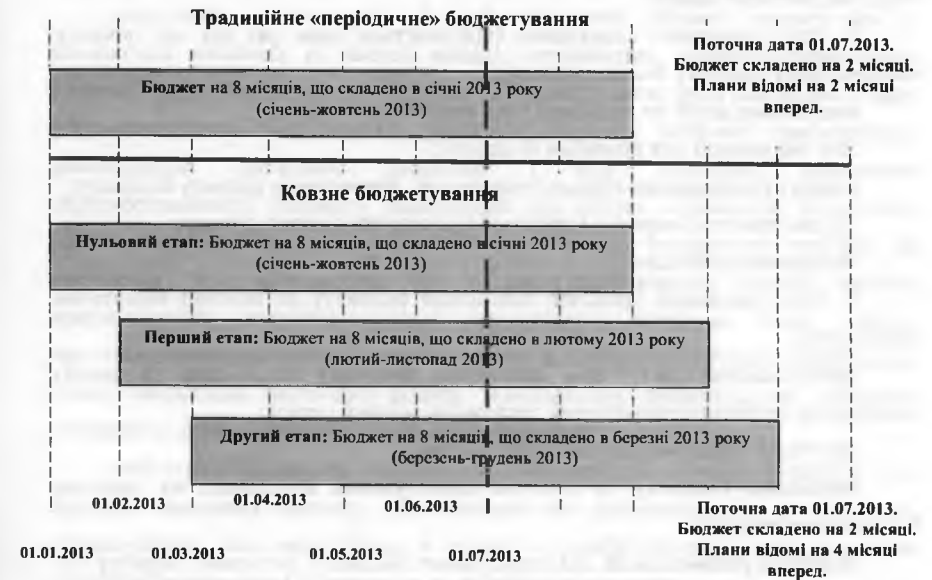 Традиційне «періодичне» бюджетування
Поточна дата 01.07.2013.
Бюджет складено на 2 місяці.
Плани відомі на 2 місяці
вперед.
Бюджет на 8 місяців, що складено в січні 2013 року
(січень-жовтень 2013)
Ковзне бюджетування
Нульовий етап: Бюджет на 8 місяців, що складено в січні 2013 року
(січень-жовтень 2013)
Перший етап: Бюджет на 8 місяців, що складено в лютому 2013 року
(лютий-листопад 2013)
Другий етап: Бюджет на 8 місяців, що складено в березні 2013 року
(березень-грудень 2013)
01.02.2013 01.04.2013 01.06.2013
01.01.2013 01.03.2013 01.05.2013 01.07.2013
Поточна дата 01.07.2013.
Бюджет складено на 2 місяці.
Плани відомі на 4 місяці
вперед.